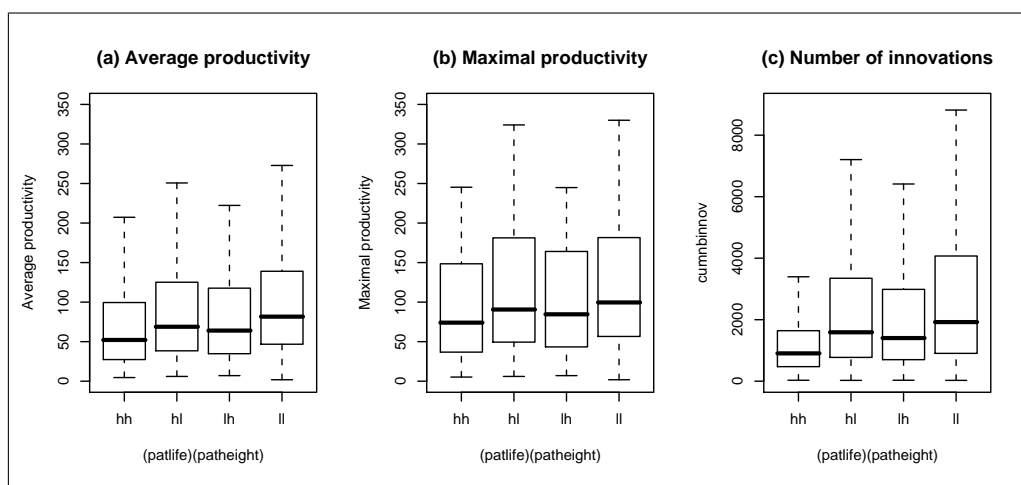 (a) Average productivity
Average productivity
350
300
250
200
150
100
50
0
hh hl lh ll
(patlife)(patheight)
(b) Maximal productivity
Maximal productivity
350
300
250
200
150
100
50
0
hh hl lh ll
(patlife)(patheight)
(c) Number of innovations
cumnbinnov
8000
6000
4000
2000
0
hh hl lh ll
(patlife)(patheight)